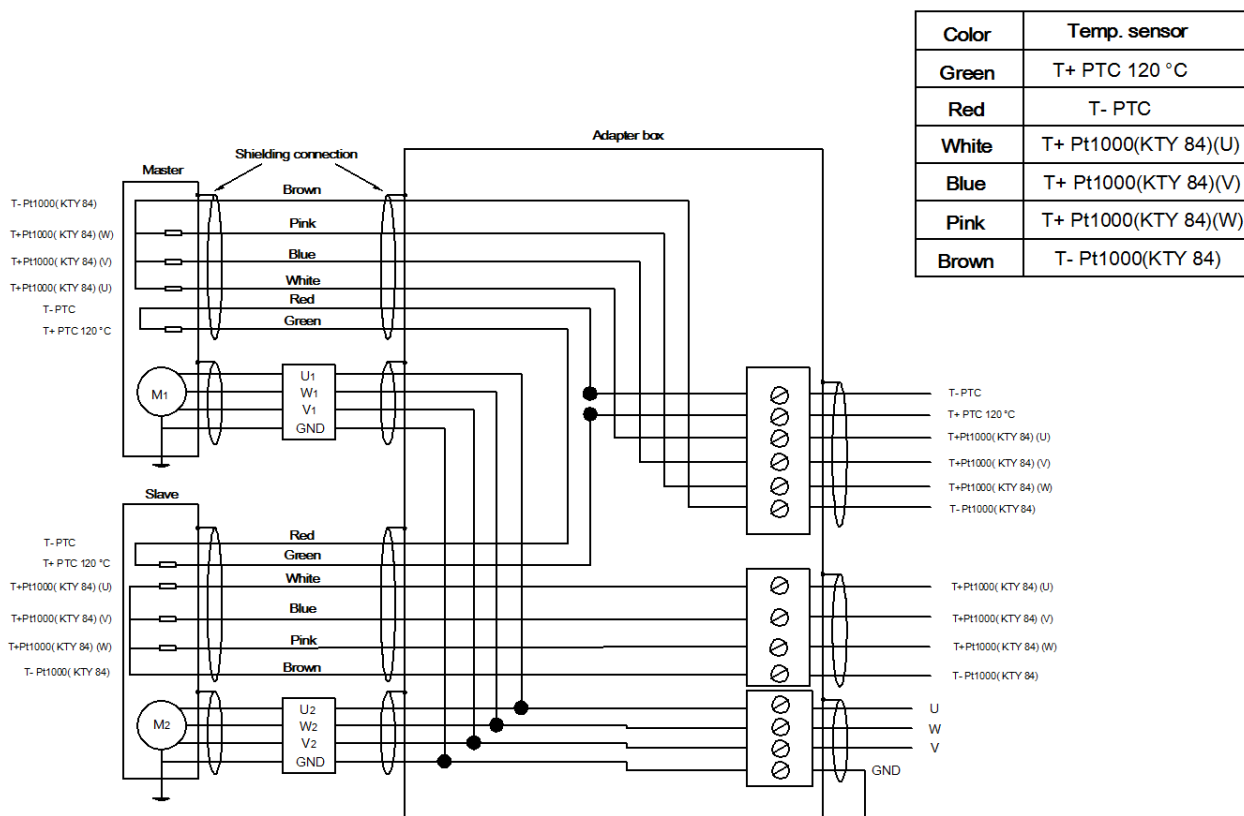 Color Temp. sensor
Green T+ PTC 120 °C
Red T- PTC
White T+ Pt1000(KTY 84)(U)
Blue T+ Pt1000(KTY 84)(V)
Pink T+ Pt1000(KTY 84)(W)
Brown T- Pt1000(KTY 84)
Adapter box
Shielding connection
Master
Brown
T- Pt1000( KTY 84)
Pink
T+Pt1000( KTY 84) (W)
Blue
T+Pt1000( KTY 84) (V)
White
T+Pt1000( KTY 84) (U)
Red
T- PTC
Green
T+ PTC 120 °C
M1
U1
W1
V1
GND
T- PTC
T+ PTC 120 °C
T+Pt1000( KTY 84) (U)
T+Pt1000( KTY 84) (V)
T+Pt1000( KTY 84) (W)
T- Pt1000( KTY 84)
Slave
Red
T- PTC
Green
T+ PTC 120 °C
White
T+Pt1000( KTY 84) (U)
Blue
T+Pt1000( KTY 84) (V)
Pink
T+Pt1000( KTY 84) (W)
Brown
T- Pt1000( KTY 84)
T+Pt1000( KTY 84) (U)
T+Pt1000( KTY 84) (V)
T+Pt1000( KTY 84) (W)
T- Pt1000( KTY 84)
M2
U2
W2
V2
GND
U
W
V
GND